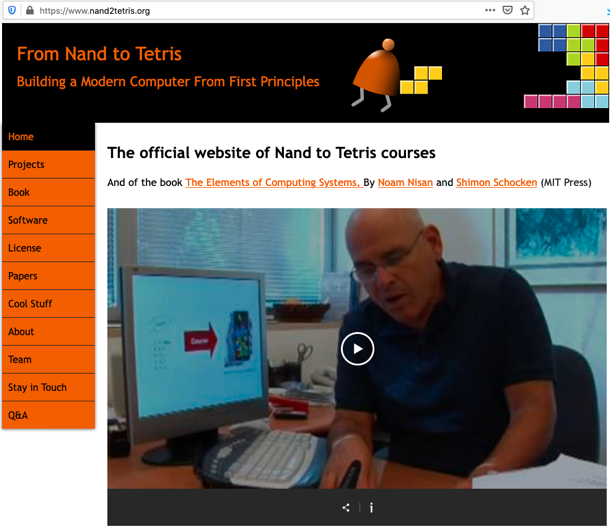 https://www.nand2tetris.org
From Nand to Tetris
Building a Modern Computer From First Principles
Home
Projects
Book
Software
License
Papers
Cool Stuff
About
Team
Stay in Touch
Q&A
The official website of Nand to Tetris courses
And of the book The Elements of Computing Systems, By Noam Nisan and Shimon Schocken (MIT Press)
Course